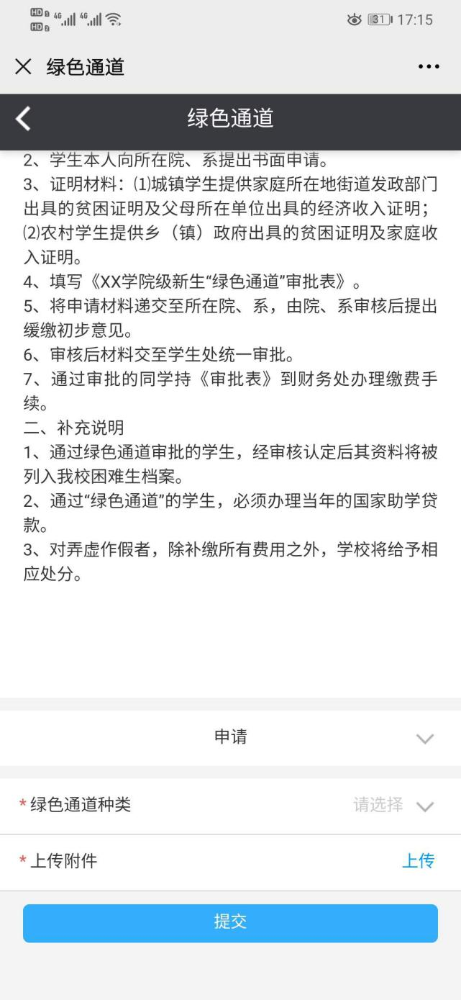 HD 1 4G 4G 31 17:15
HD 2
绿色通道
绿色通道
2、学生本人向所在院、系提出书面申请。
3、证明材料：⑴城镇学生提供家庭所在地街道发政部门
出具的贫困证明及父母所在单位出具的经济收入证明；
⑵农村学生提供乡（镇）政府出具的贫困证明及家庭收
入证明。
4、填写《XX学院级新生“绿色通道”审批表》。
5、将申请材料递交至所在院、系，由院、系审核后提出
缓缴初步意见。
6、审核后材料交至学生处统一审批。
7、通过审批的同学持《审批表》到财务处办理缴费手
续。
二、补充说明
1、通过绿色通道审批的学生，经审核认定后其资料将被
列入我校困难生档案。
2、通过“绿色通道”的学生，必须办理当年的国家助学贷
款。
3、对弄虚作假者，除补缴所有费用之外，学校将给予相
应处分。
申请
*绿色通道种类 请选择
*上传附件 上传
提交